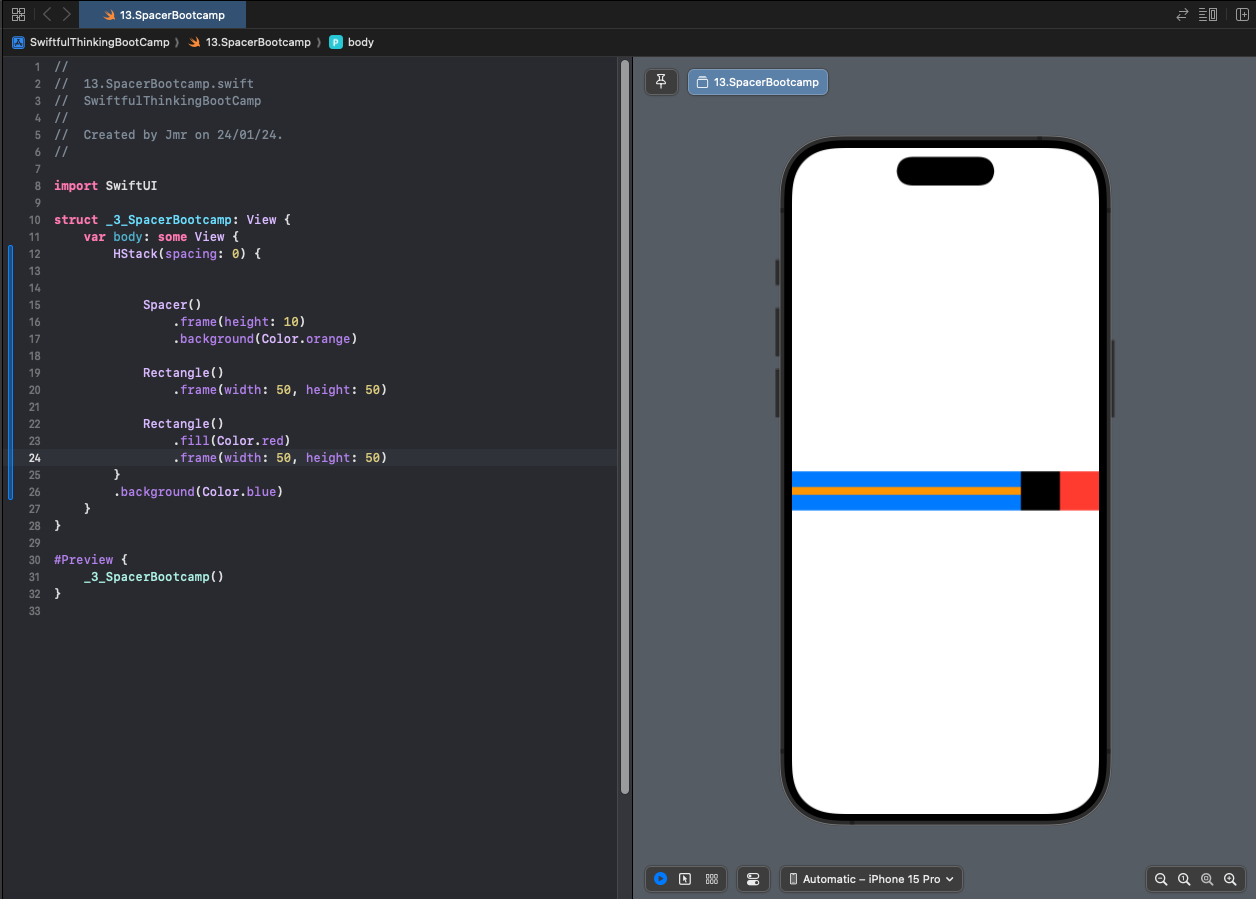 13.SpacerBootcamp
SwiftfulThinkingBootCamp 〉 13.SpacerBootcamp 〉 P body
1 //
2 //  13.SpacerBootcamp.swift
3 //  SwiftfulThinkingBootCamp
4 //
5 //  Created by Jmr on 24/01/24.
6 //
7
8 import SwiftUI
9
10 struct _3_SpacerBootcamp: View {
11     var body: some View {
12         HStack(spacing: 0) {
13
14
15             Spacer()
16                 .frame(height: 10)
17                 .background(Color.orange)
18
19             Rectangle()
20                 .frame(width: 50, height: 50)
21
22             Rectangle()
23                 .fill(Color.red)
24                 .frame(width: 50, height: 50)
25         }
26         .background(Color.blue)
27     }
28 }
29
30 #Preview {
31     _3_SpacerBootcamp()
32 }
33
13.SpacerBootcamp
Automatic – iPhone 15 Pro